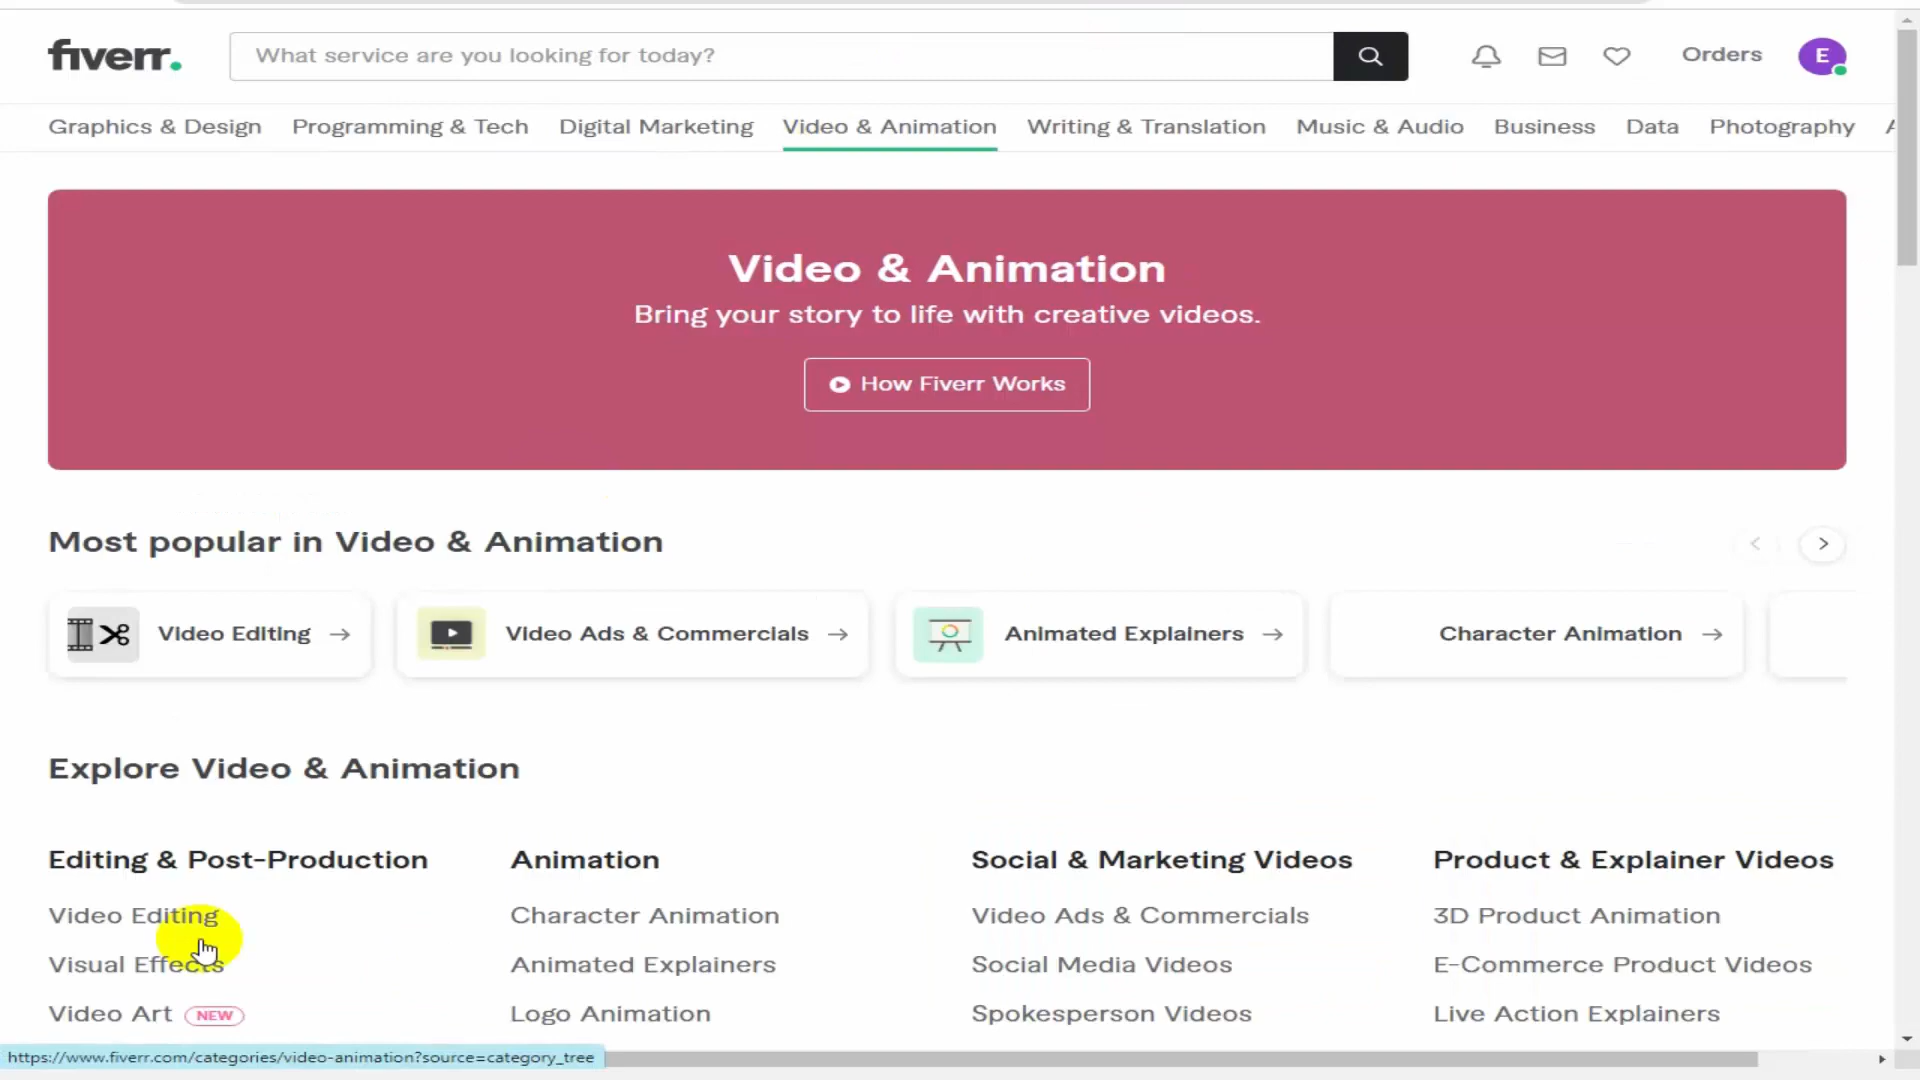 fiverr.
What service are you looking for today?
Orders
E
Graphics & Design Programming & Tech Digital Marketing Video & Animation Writing & Translation Music & Audio Business Data Photography
Video & Animation
Bring your story to life with creative videos.
How Fiverr Works
Most popular in Video & Animation
Video Editing
Video Ads & Commercials
Animated Explainers
Character Animation
Explore Video & Animation
Editing & Post-Production
Video Editing
Visual Effects
Video Art NEW
Animation
Character Animation
Animated Explainers
Logo Animation
Social & Marketing Videos
Video Ads & Commercials
Social Media Videos
Spokesperson Videos
Product & Explainer Videos
3D Product Animation
E-Commerce Product Videos
Live Action Explainers
https://www.fiverr.com/categories/video-animation?source=category_tree